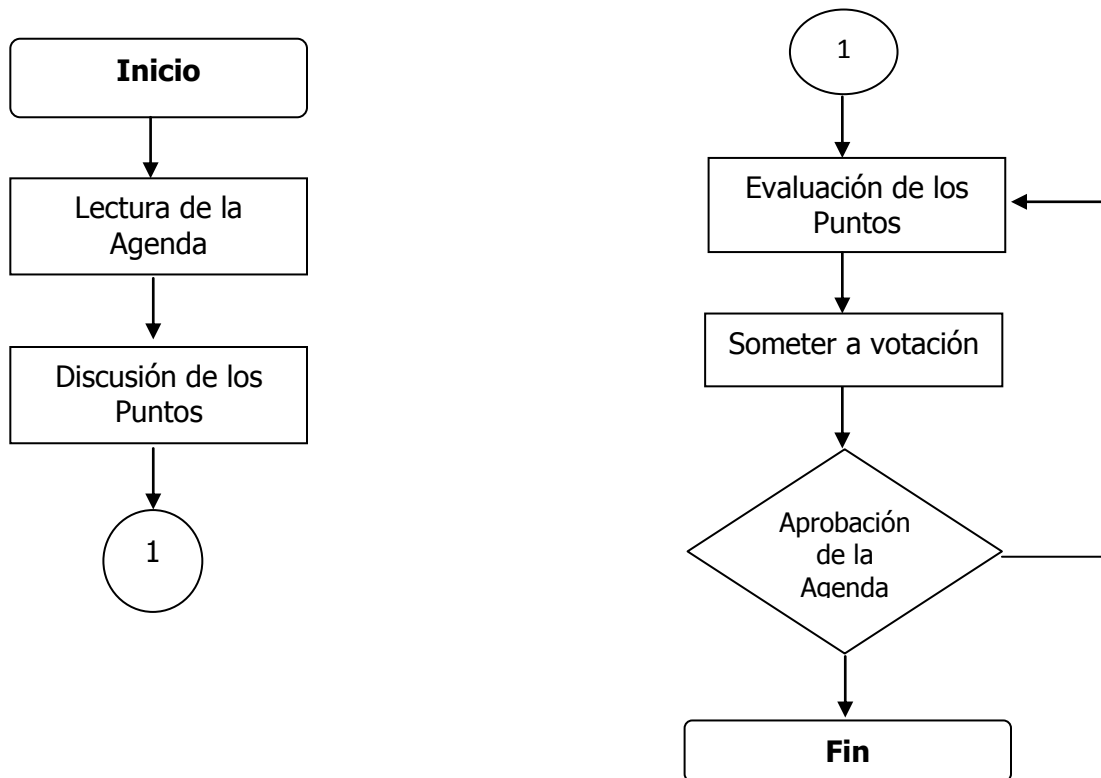 Inicio
Lectura de la
Agenda
Discusión de los
Puntos
1
1
Evaluación de los
Puntos
Someter a votación
Aprobación
de la
Agenda
Fin